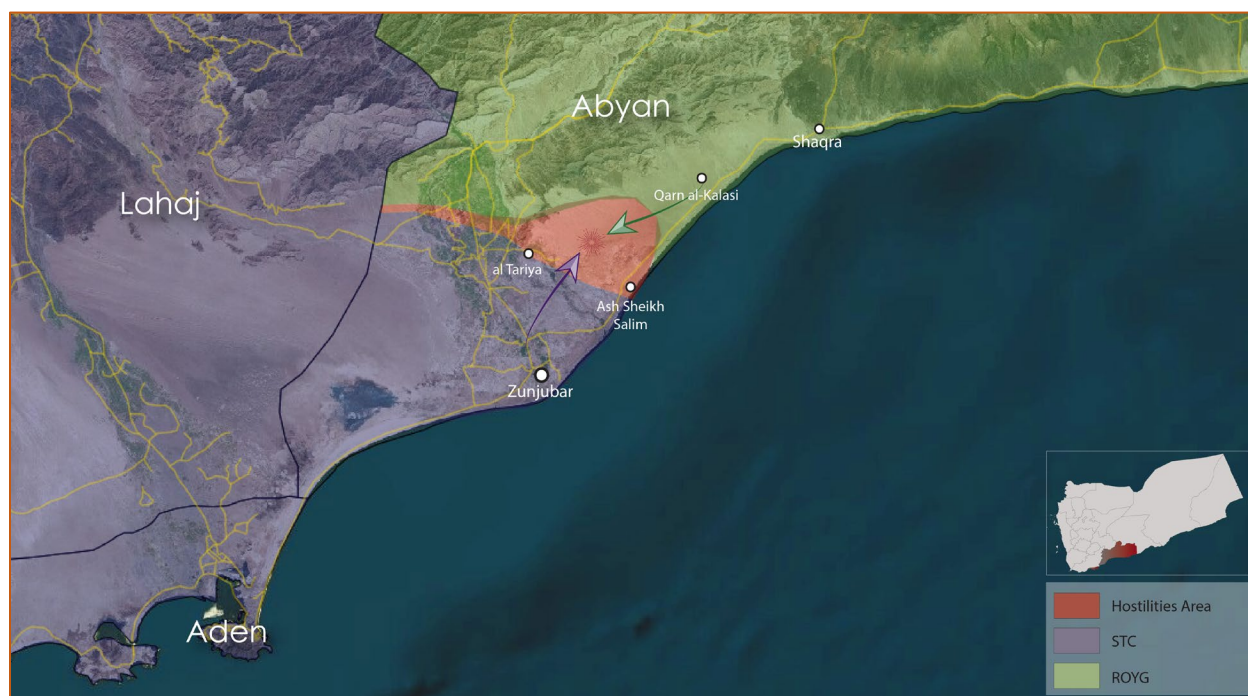 Abyan
Shaqra
Qarn al-Kalasi
Lahaj
al Tariya
Ash Sheikh
Salim
Zunjubar
Aden
Hostilities Area
STC
ROYG